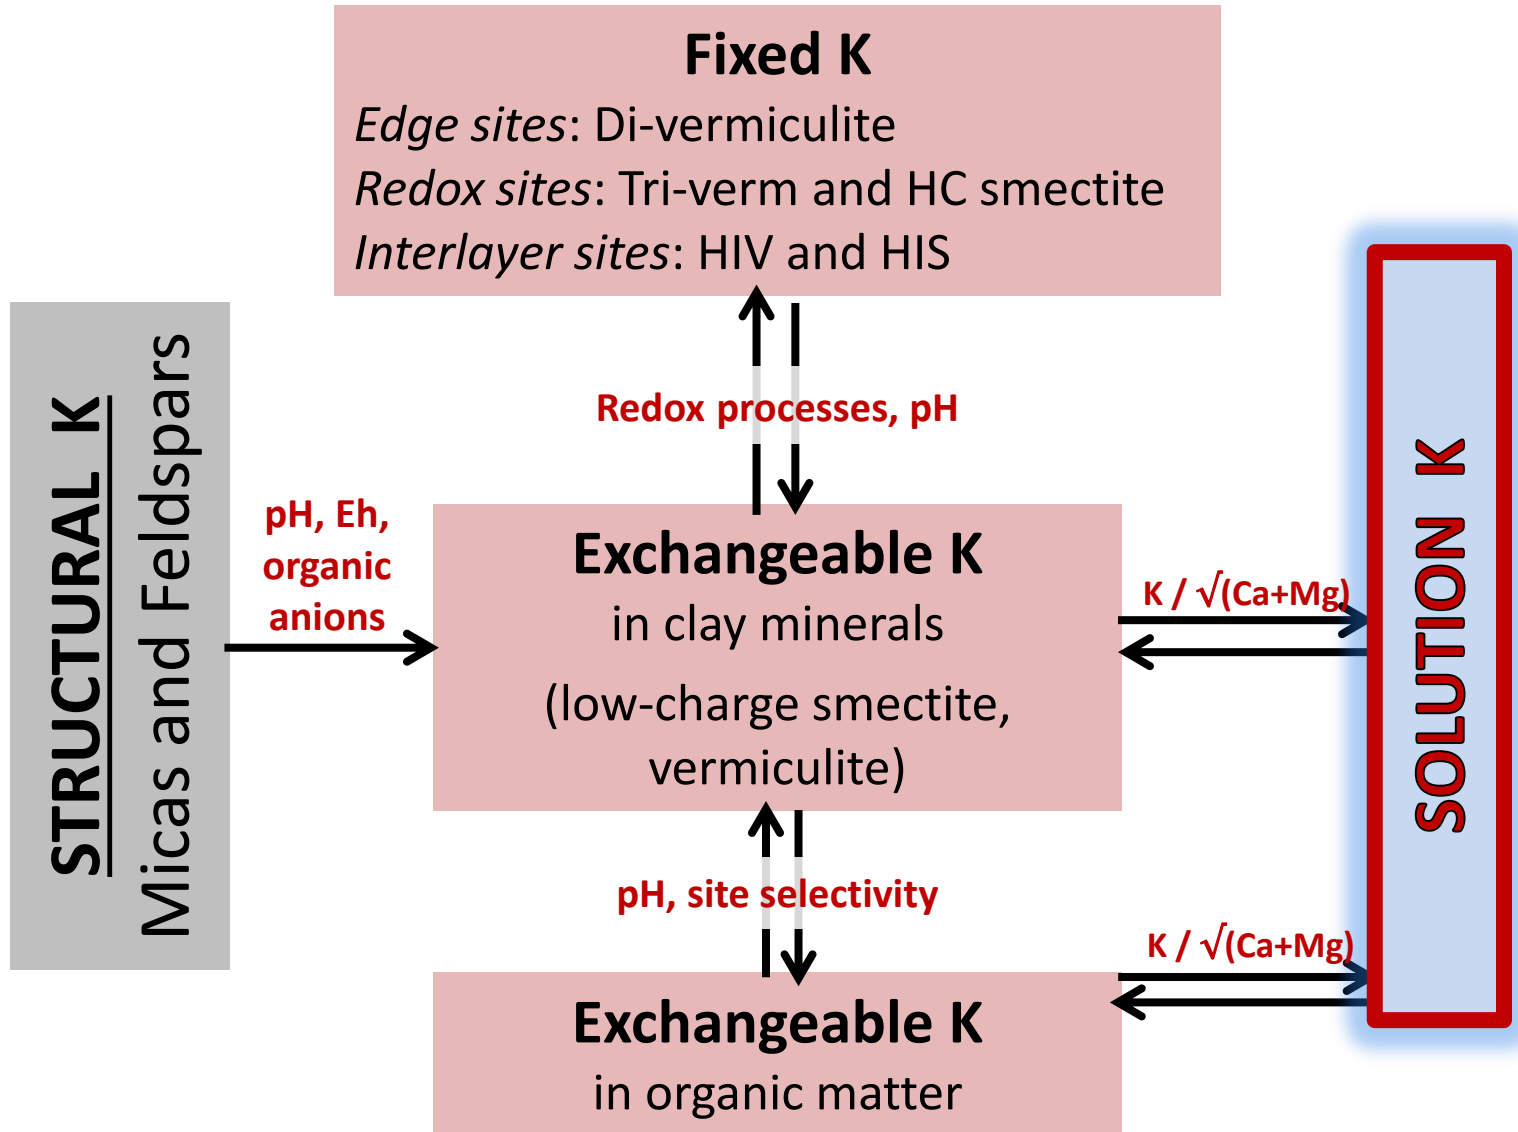 Fixed K
Edge sites: Di-vermiculite
Redox sites: Tri-verm and HC smectite
Interlayer sites: HIV and HIS
Redox processes, pH
STRUCTURAL K
Micas and Feldspars
pH, Eh,
organic
anions
Exchangeable K
in clay minerals
(low-charge smectite,
vermiculite)
K / √(Ca+Mg)
SOLUTION K
pH, site selectivity
K / √(Ca+Mg)
Exchangeable K
in organic matter